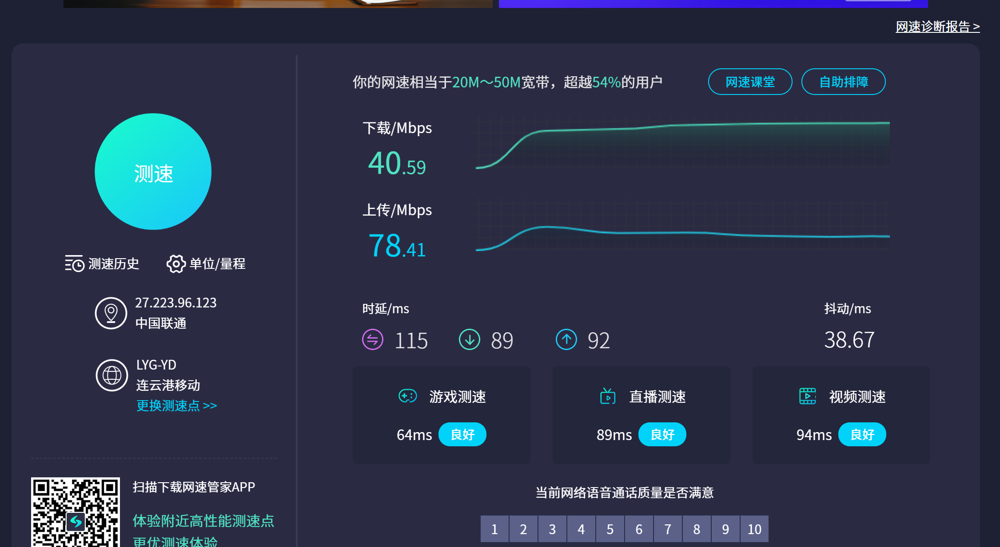 网速诊断报告 >
你的网速相当于20M～50M宽带，超越54%的用户
网速课堂
自助排障
测速
测速历史
单位/量程
27.223.96.123
中国联通
LYG-YD
连云港移动
更换测速点 >>
扫描下载网速管家APP
体验附近高性能测速点
更优测速体验
下载/Mbps
40.59
上传/Mbps
78.41
时延/ms
115
89
92
抖动/ms
38.67
游戏测速
64ms 良好
直播测速
89ms 良好
视频测速
94ms 良好
当前网络语音通话质量是否满意
1 2 3 4 5 6 7 8 9 10